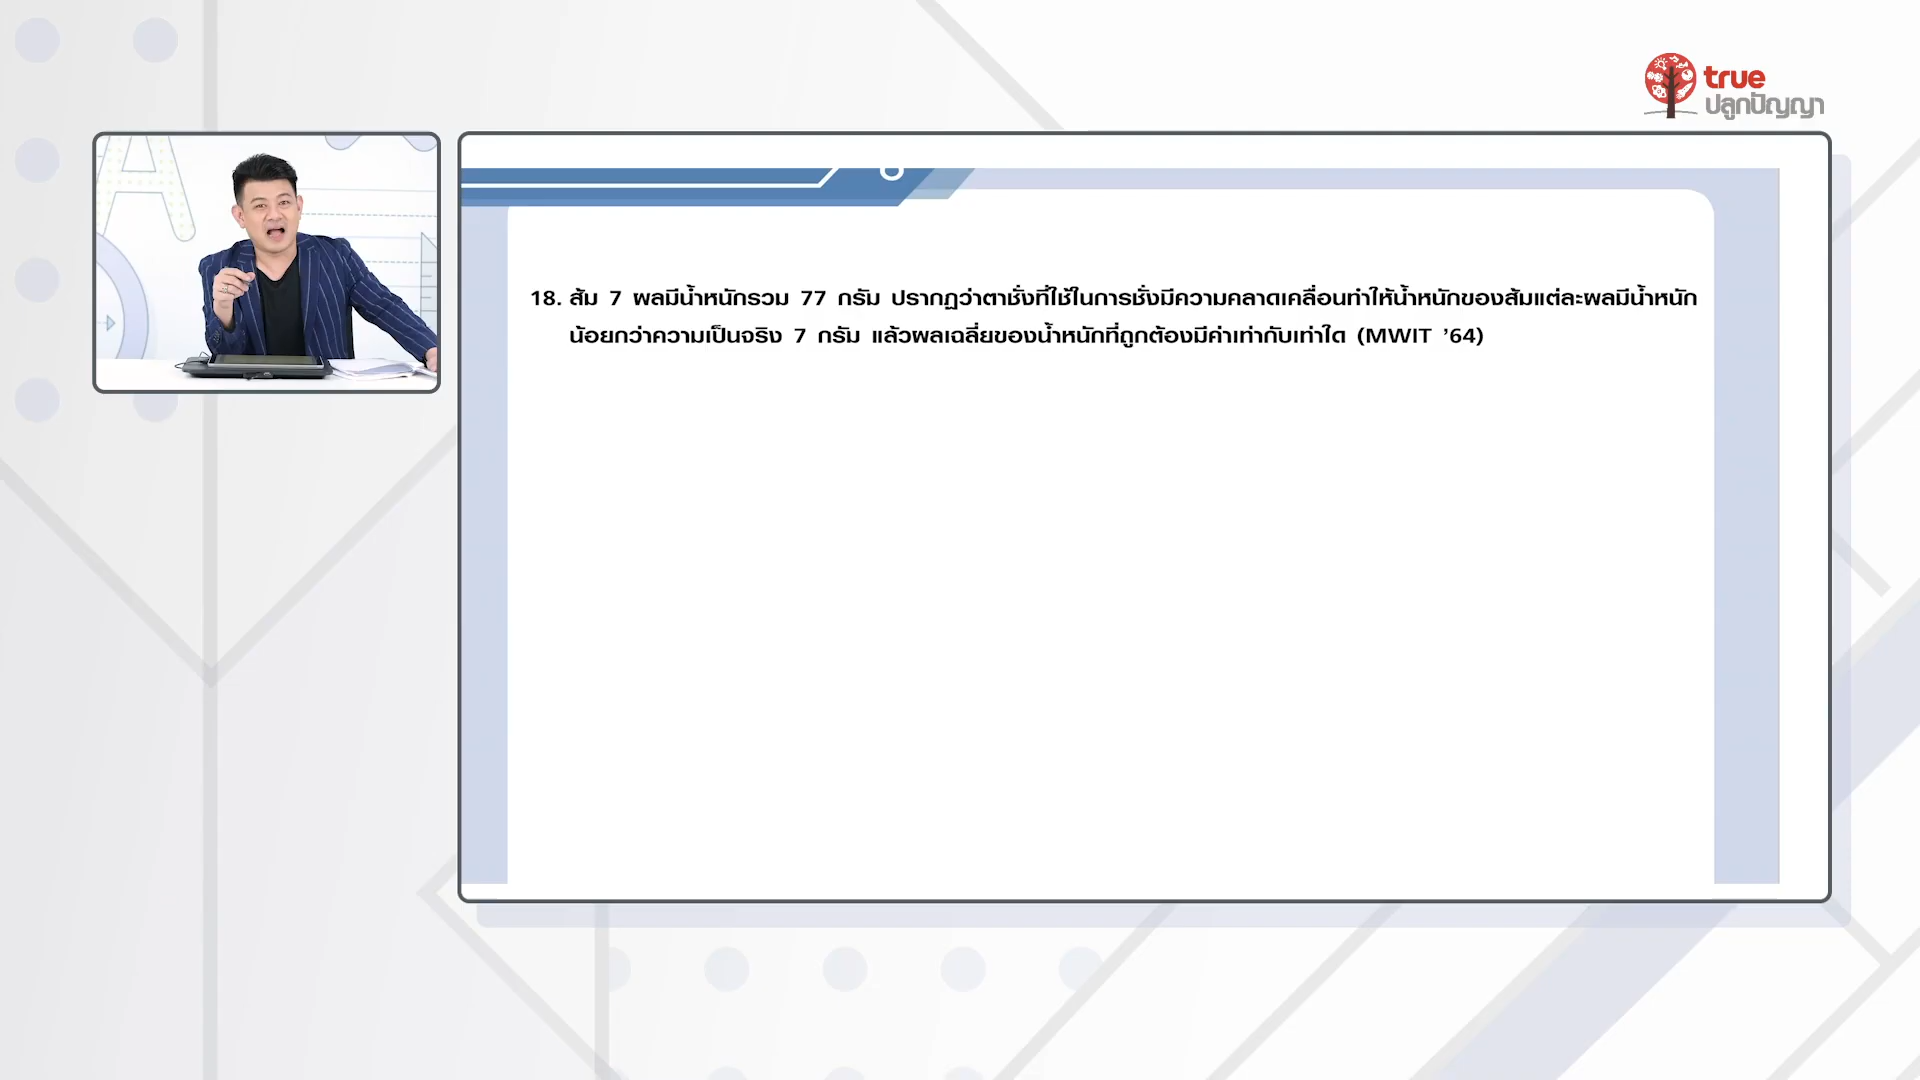 true
ปลูกปัญญา
18. ส้ม 7 ผลมีน้ำหนักรวม 77 กรัม ปรากฏว่าตาชั่งที่ใช้ในการชั่งมีความคลาดเคลื่อนทำให้น้ำหนักของส้มแต่ละผลมีน้ำหนัก
น้อยกว่าความเป็นจริง 7 กรัม แล้วผลเฉลี่ยของน้ำหนักที่ถูกต้องมีค่าเท่ากับเท่าใด (MWIT ’64)